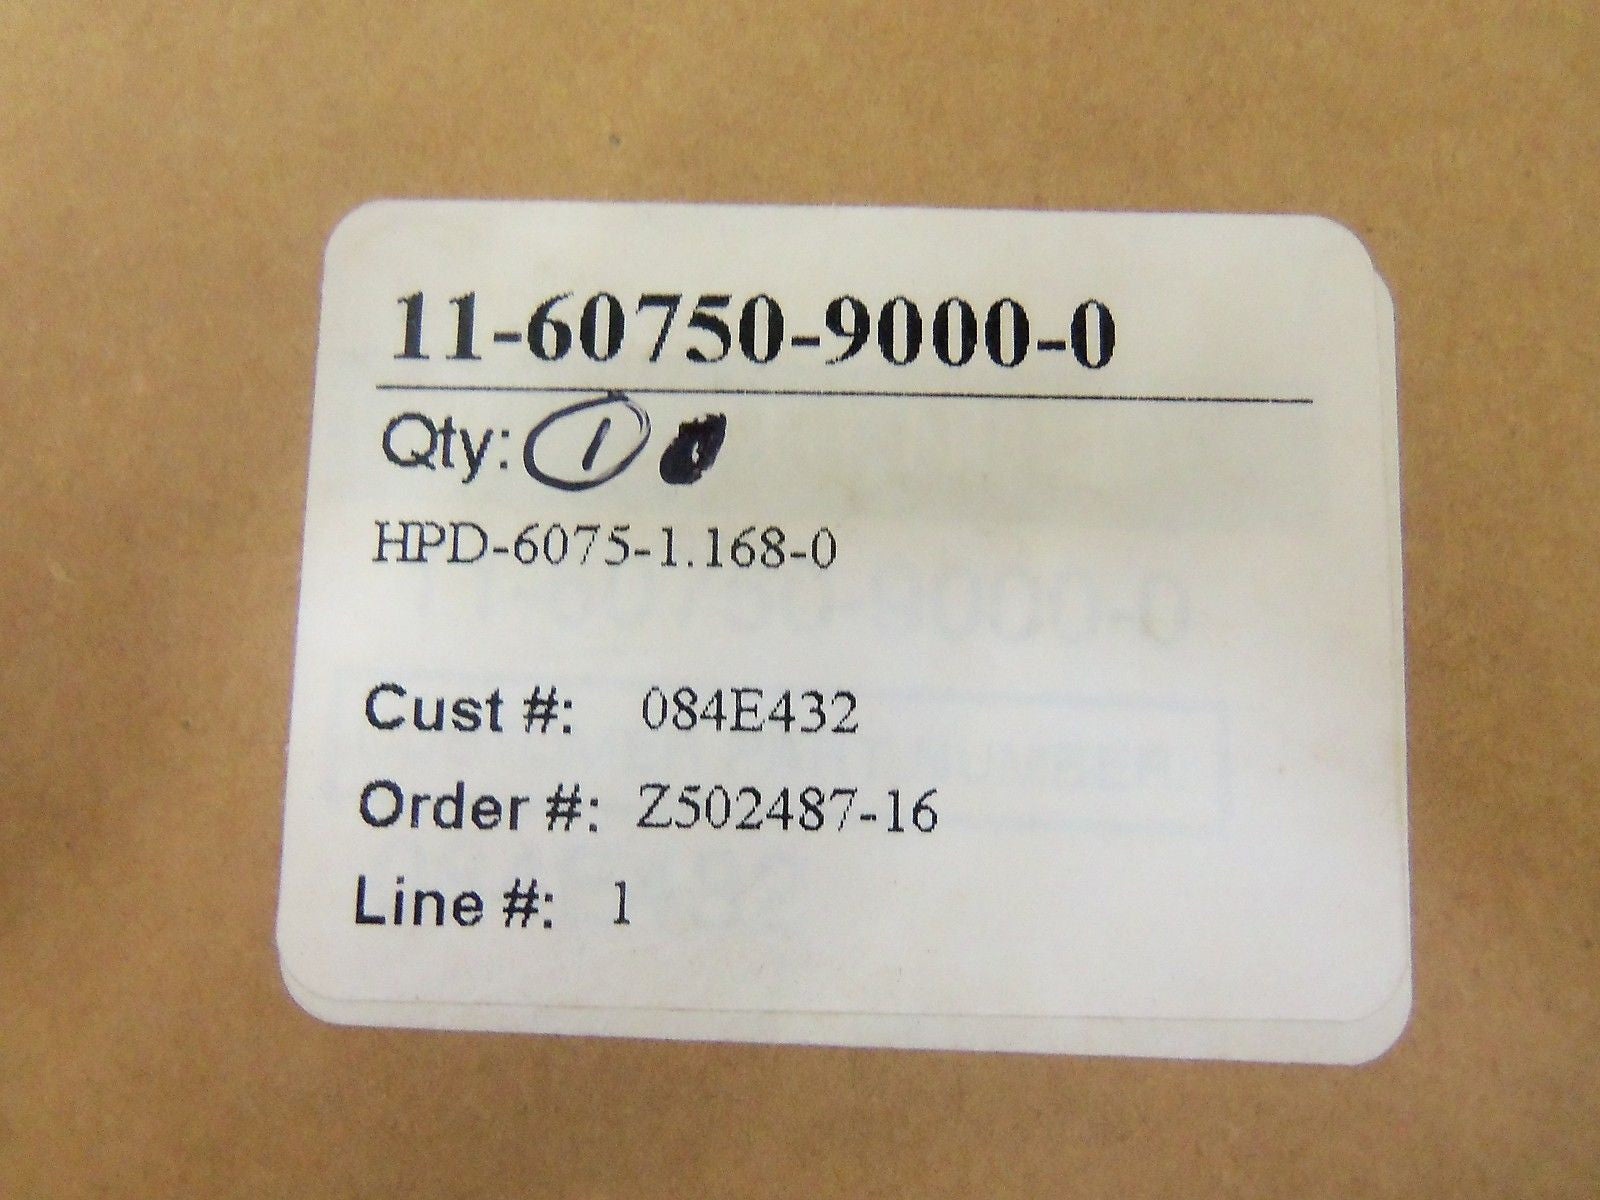 11-60750-9000-0
Qty: 1
HPD-6075-1.168-0
Cust #: 084E432
Order #: Z502487-16
Line #: 1